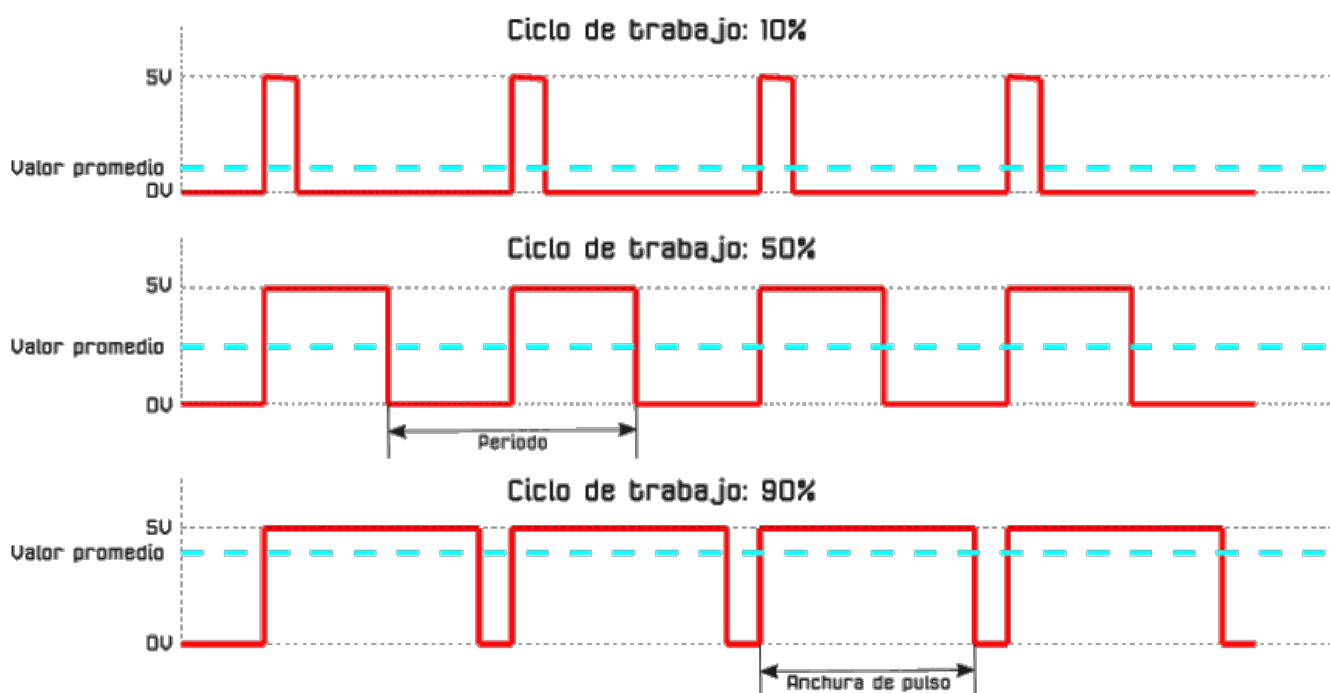 Ciclo de trabajo: 10%
5V
Valor promedio
0V
Ciclo de trabajo: 50%
5V
Valor promedio
0V
Periodo
Ciclo de trabajo: 90%
5V
Valor promedio
0V
Anchura de pulso